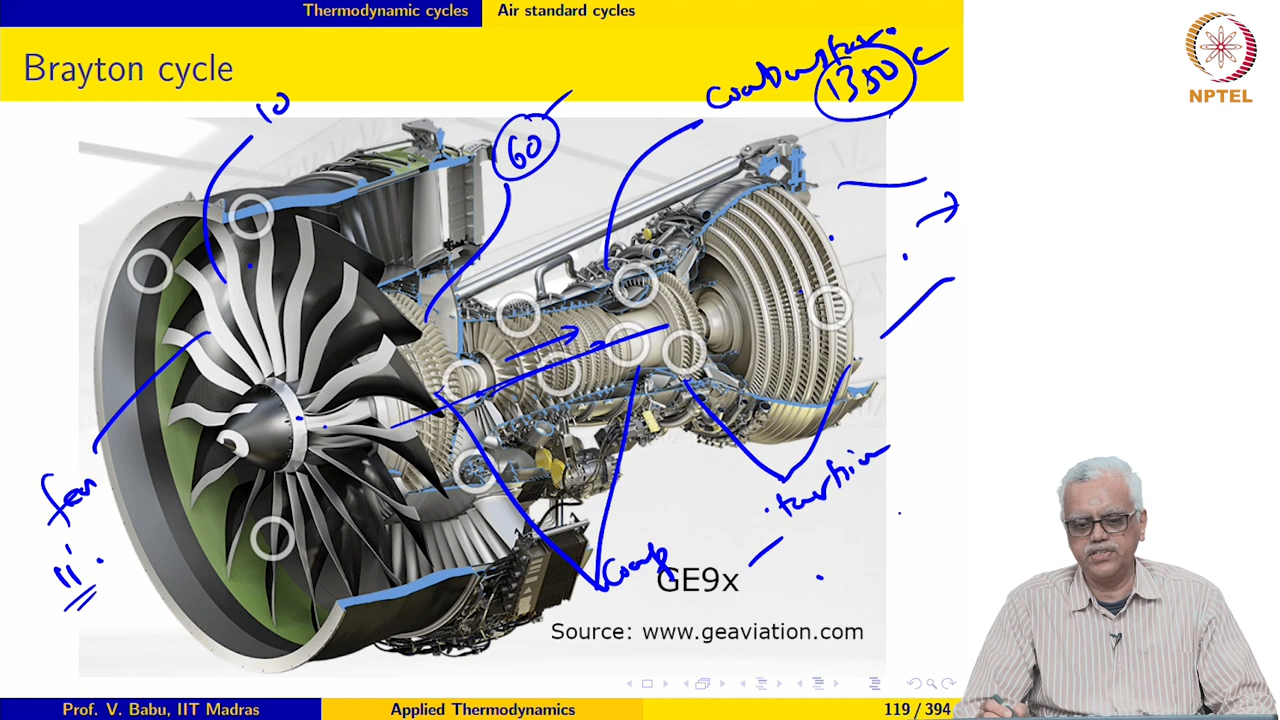 Thermodynamic cycles Air standard cycles
Brayton cycle
NPTEL
combustor
1350 C
10
60
fan
11'
turbine
Comp
GE9x
Source: www.geaviation.com
Prof. V. Babu, IIT Madras Applied Thermodynamics 119 / 394